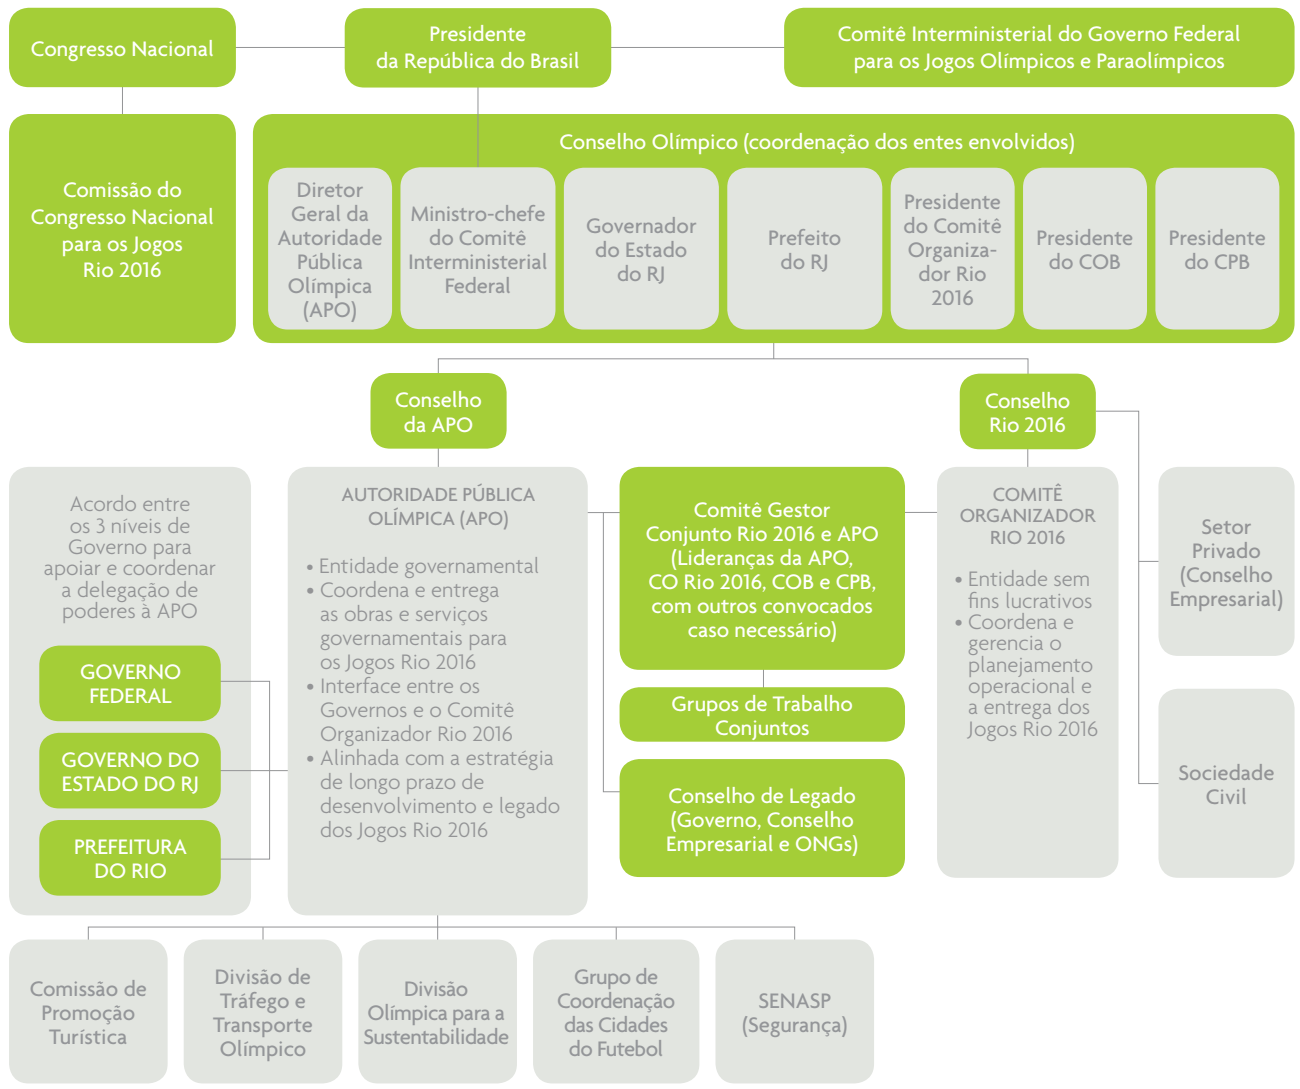 Congresso Nacional
Presidente
da República do Brasil
Comitê Interministerial do Governo Federal
para os Jogos Olímpicos e Paraolímpicos
Comissão do
Congresso Nacional
para os Jogos
Rio 2016
Conselho Olímpico (coordenação dos entes envolvidos)
Diretor
Geral da
Autoridade
Pública
Olímpica
(APO)
Ministro-chefe
do Comitê
Interministerial
Federal
Governador
do Estado
do RJ
Prefeito
do RJ
Presidente
do Comitê
Organiza-
dor Rio
2016
Presidente
do COB
Presidente
do CPB
Conselho
da APO
Conselho
Rio 2016
Acordo entre
os 3 níveis de
Governo para
apoiar e coordenar
a delegação de
poderes à APO
GOVERNO
FEDERAL
GOVERNO DO
ESTADO DO RJ
PREFEITURA
DO RIO
AUTORIDADE PÚBLICA
OLÍMPICA (APO)
• Entidade governamental
• Coordena e entrega
as obras e serviços
governamentais para
os Jogos Rio 2016
• Interface entre os
Governos e o Comitê
Organizador Rio 2016
• Alinhada com a estratégia
de longo prazo de
desenvolvimento e legado
dos Jogos Rio 2016
Comitê Gestor
Conjunto Rio 2016 e APO
(Lideranças da APO,
CO Rio 2016, COB e CPB,
com outros convocados
caso necessário)
Grupos de Trabalho
Conjuntos
Conselho de Legado
(Governo, Conselho
Empresarial e ONGs)
COMITÊ
ORGANIZADOR
RIO 2016
• Entidade sem
fins lucrativos
• Coordena e
gerencia o
planejamento
operacional e
a entrega dos
Jogos Rio 2016
Setor
Privado
(Conselho
Empresarial)
Sociedade
Civil
Comissão de
Promoção
Turística
Divisão de
Tráfego e
Transporte
Olímpico
Divisão
Olímpica para a
Sustentabilidade
Grupo de
Coordenação
das Cidades
do Futebol
SENASP
(Segurança)